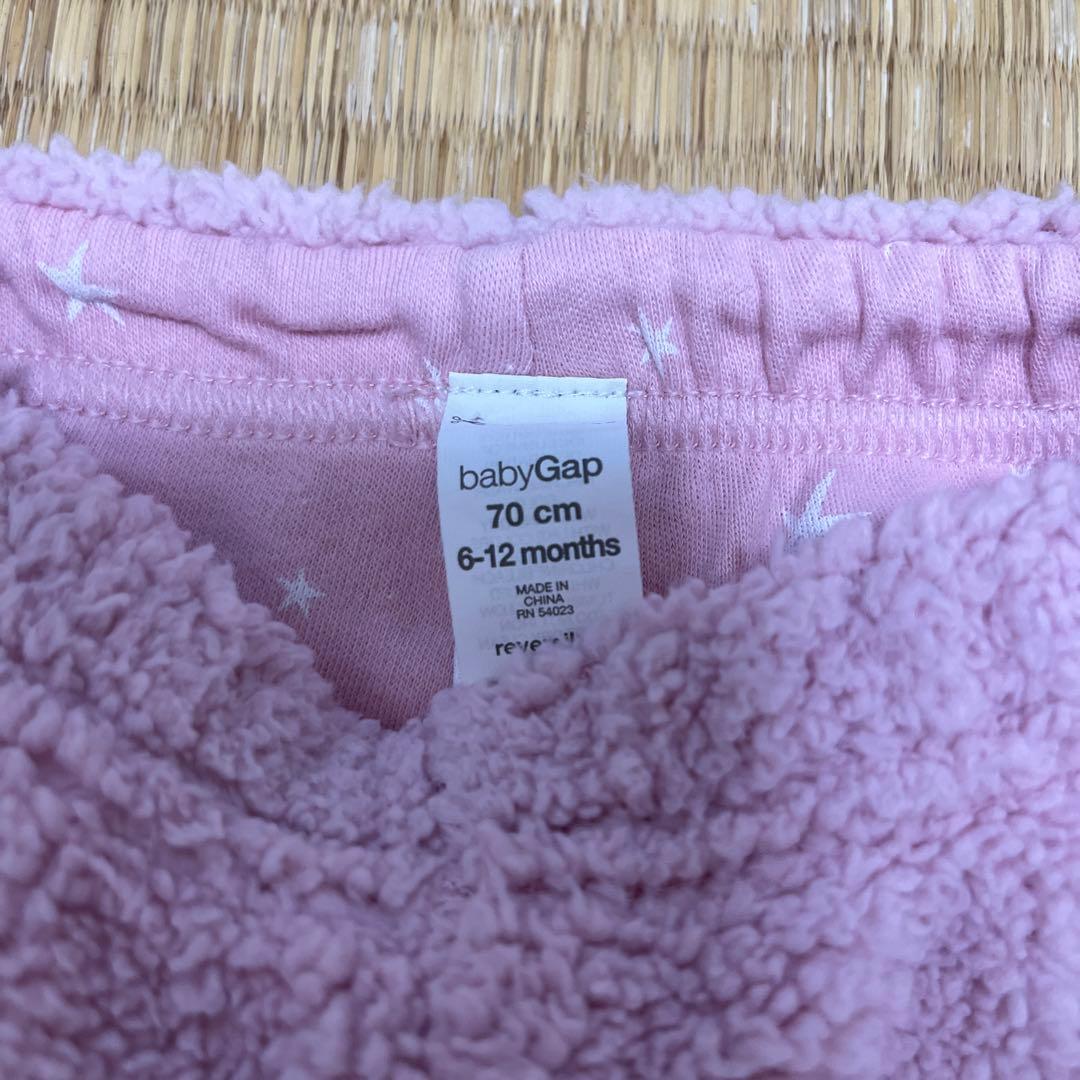 babyGap
70 cm
6-12 months
MADE IN
CHINA
RN 54023